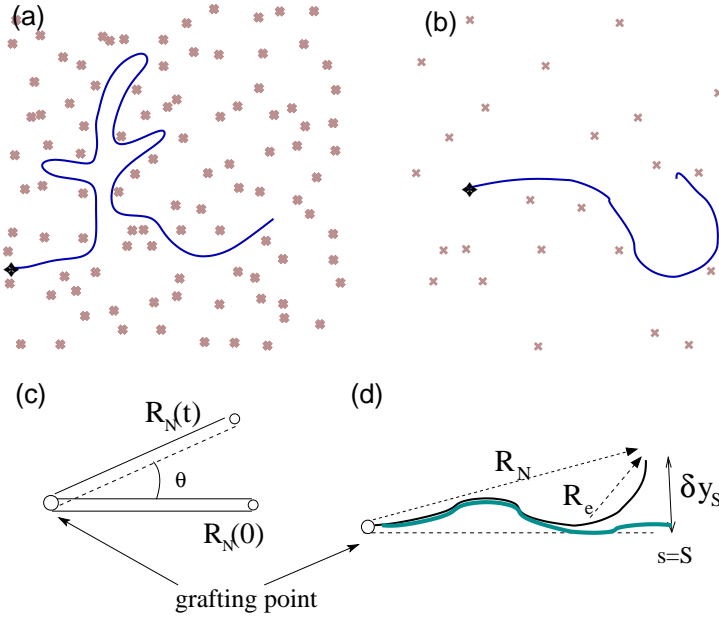 (a)
(b)
(c)
R_N(t)
θ
R_N(0)
grafting point
(d)
R_N
R_e
δy_S
s=S